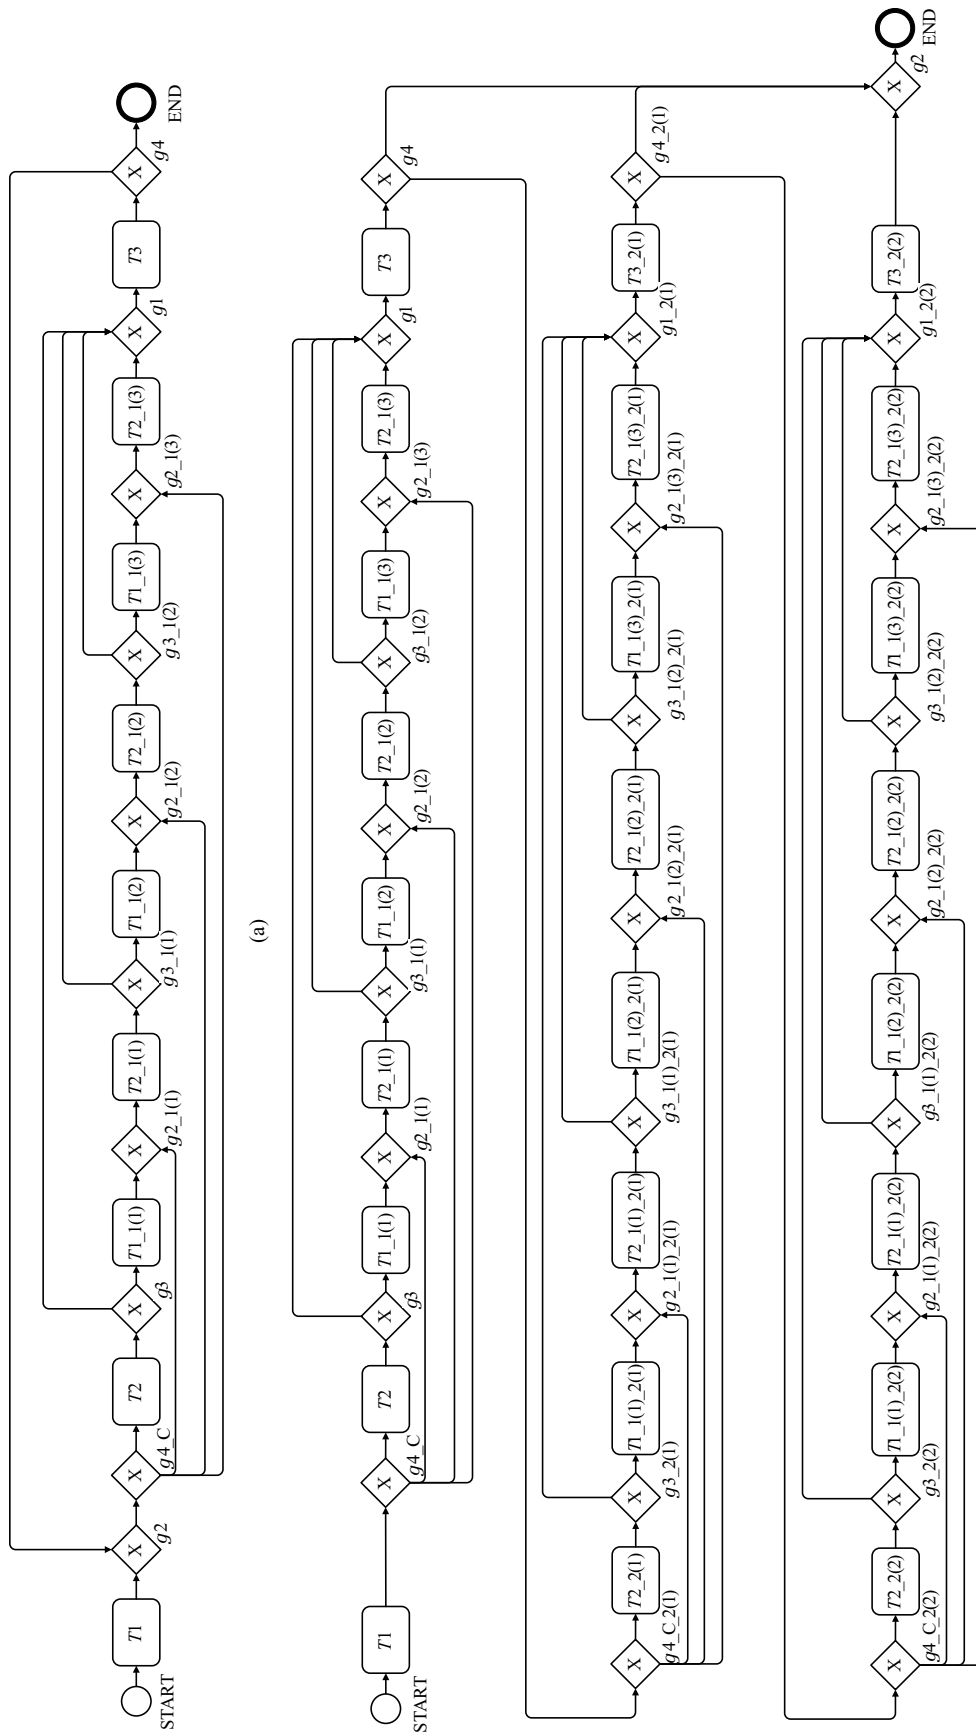 START
T1
X
g2
X
g4_C
T2
X
g3
T1_1(1)
X
g2_1(1)
T2_1(1)
X
g3_1(1)
T1_1(2)
X
g2_1(2)
T2_1(2)
X
g3_1(2)
T1_1(3)
X
g2_1(3)
T2_1(3)
X
g1
T3
X
g4
END
(a)
START
T1
X
g4_C
T2
X
g3
T1_1(1)
X
g2_1(1)
T2_1(1)
X
g3_1(1)
T1_1(2)
X
g2_1(2)
T2_1(2)
X
g3_1(2)
T1_1(3)
X
g2_1(3)
T2_1(3)
X
g1
T3
X
g4
X
g4_C_2(1)
T2_2(1)
X
g3_2(1)
T1_1(1)_2(1)
X
g2_1(1)_2(1)
T2_1(1)_2(1)
X
g3_1(1)_2(1)
T1_1(2)_2(1)
X
g2_1(2)_2(1)
T2_1(2)_2(1)
X
g3_1(2)_2(1)
T1_1(3)_2(1)
X
g2_1(3)_2(1)
T2_1(3)_2(1)
X
g1_2(1)
T3_2(1)
X
g4_2(1)
X
g4_C_2(2)
T2_2(2)
X
g3_2(2)
T1_1(1)_2(2)
X
g2_1(1)_2(2)
T2_1(1)_2(2)
X
g3_1(1)_2(2)
T1_1(2)_2(2)
X
g2_1(2)_2(2)
T2_1(2)_2(2)
X
g3_1(2)_2(2)
T1_1(3)_2(2)
X
g2_1(3)_2(2)
T2_1(3)_2(2)
X
g1_2(2)
T3_2(2)
X
g2
END